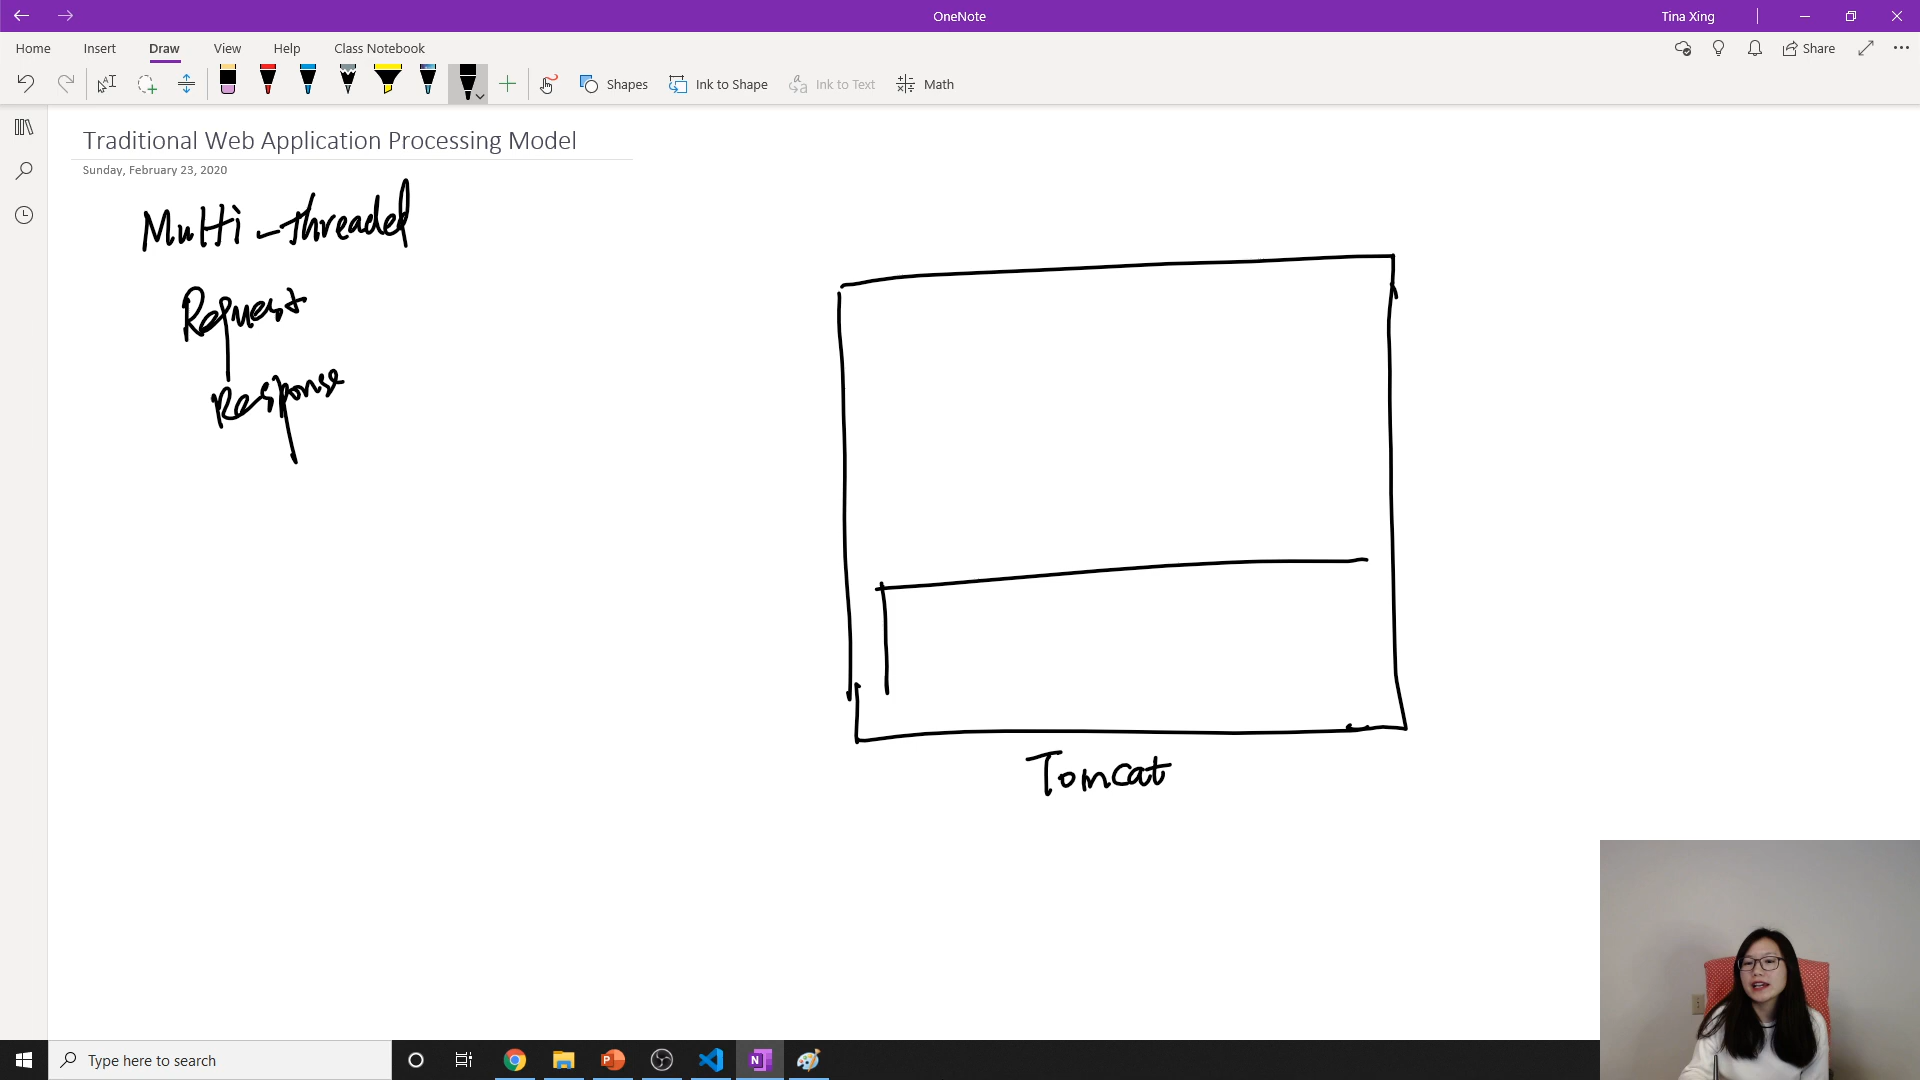 OneNote
Tina Xing
Home Insert Draw View Help Class Notebook
Share
Shapes
Ink to Shape
Ink to Text
Math
Traditional Web Application Processing Model
Sunday, February 23, 2020
Multi-threaded
Request
Response
Tomcat
Type here to search